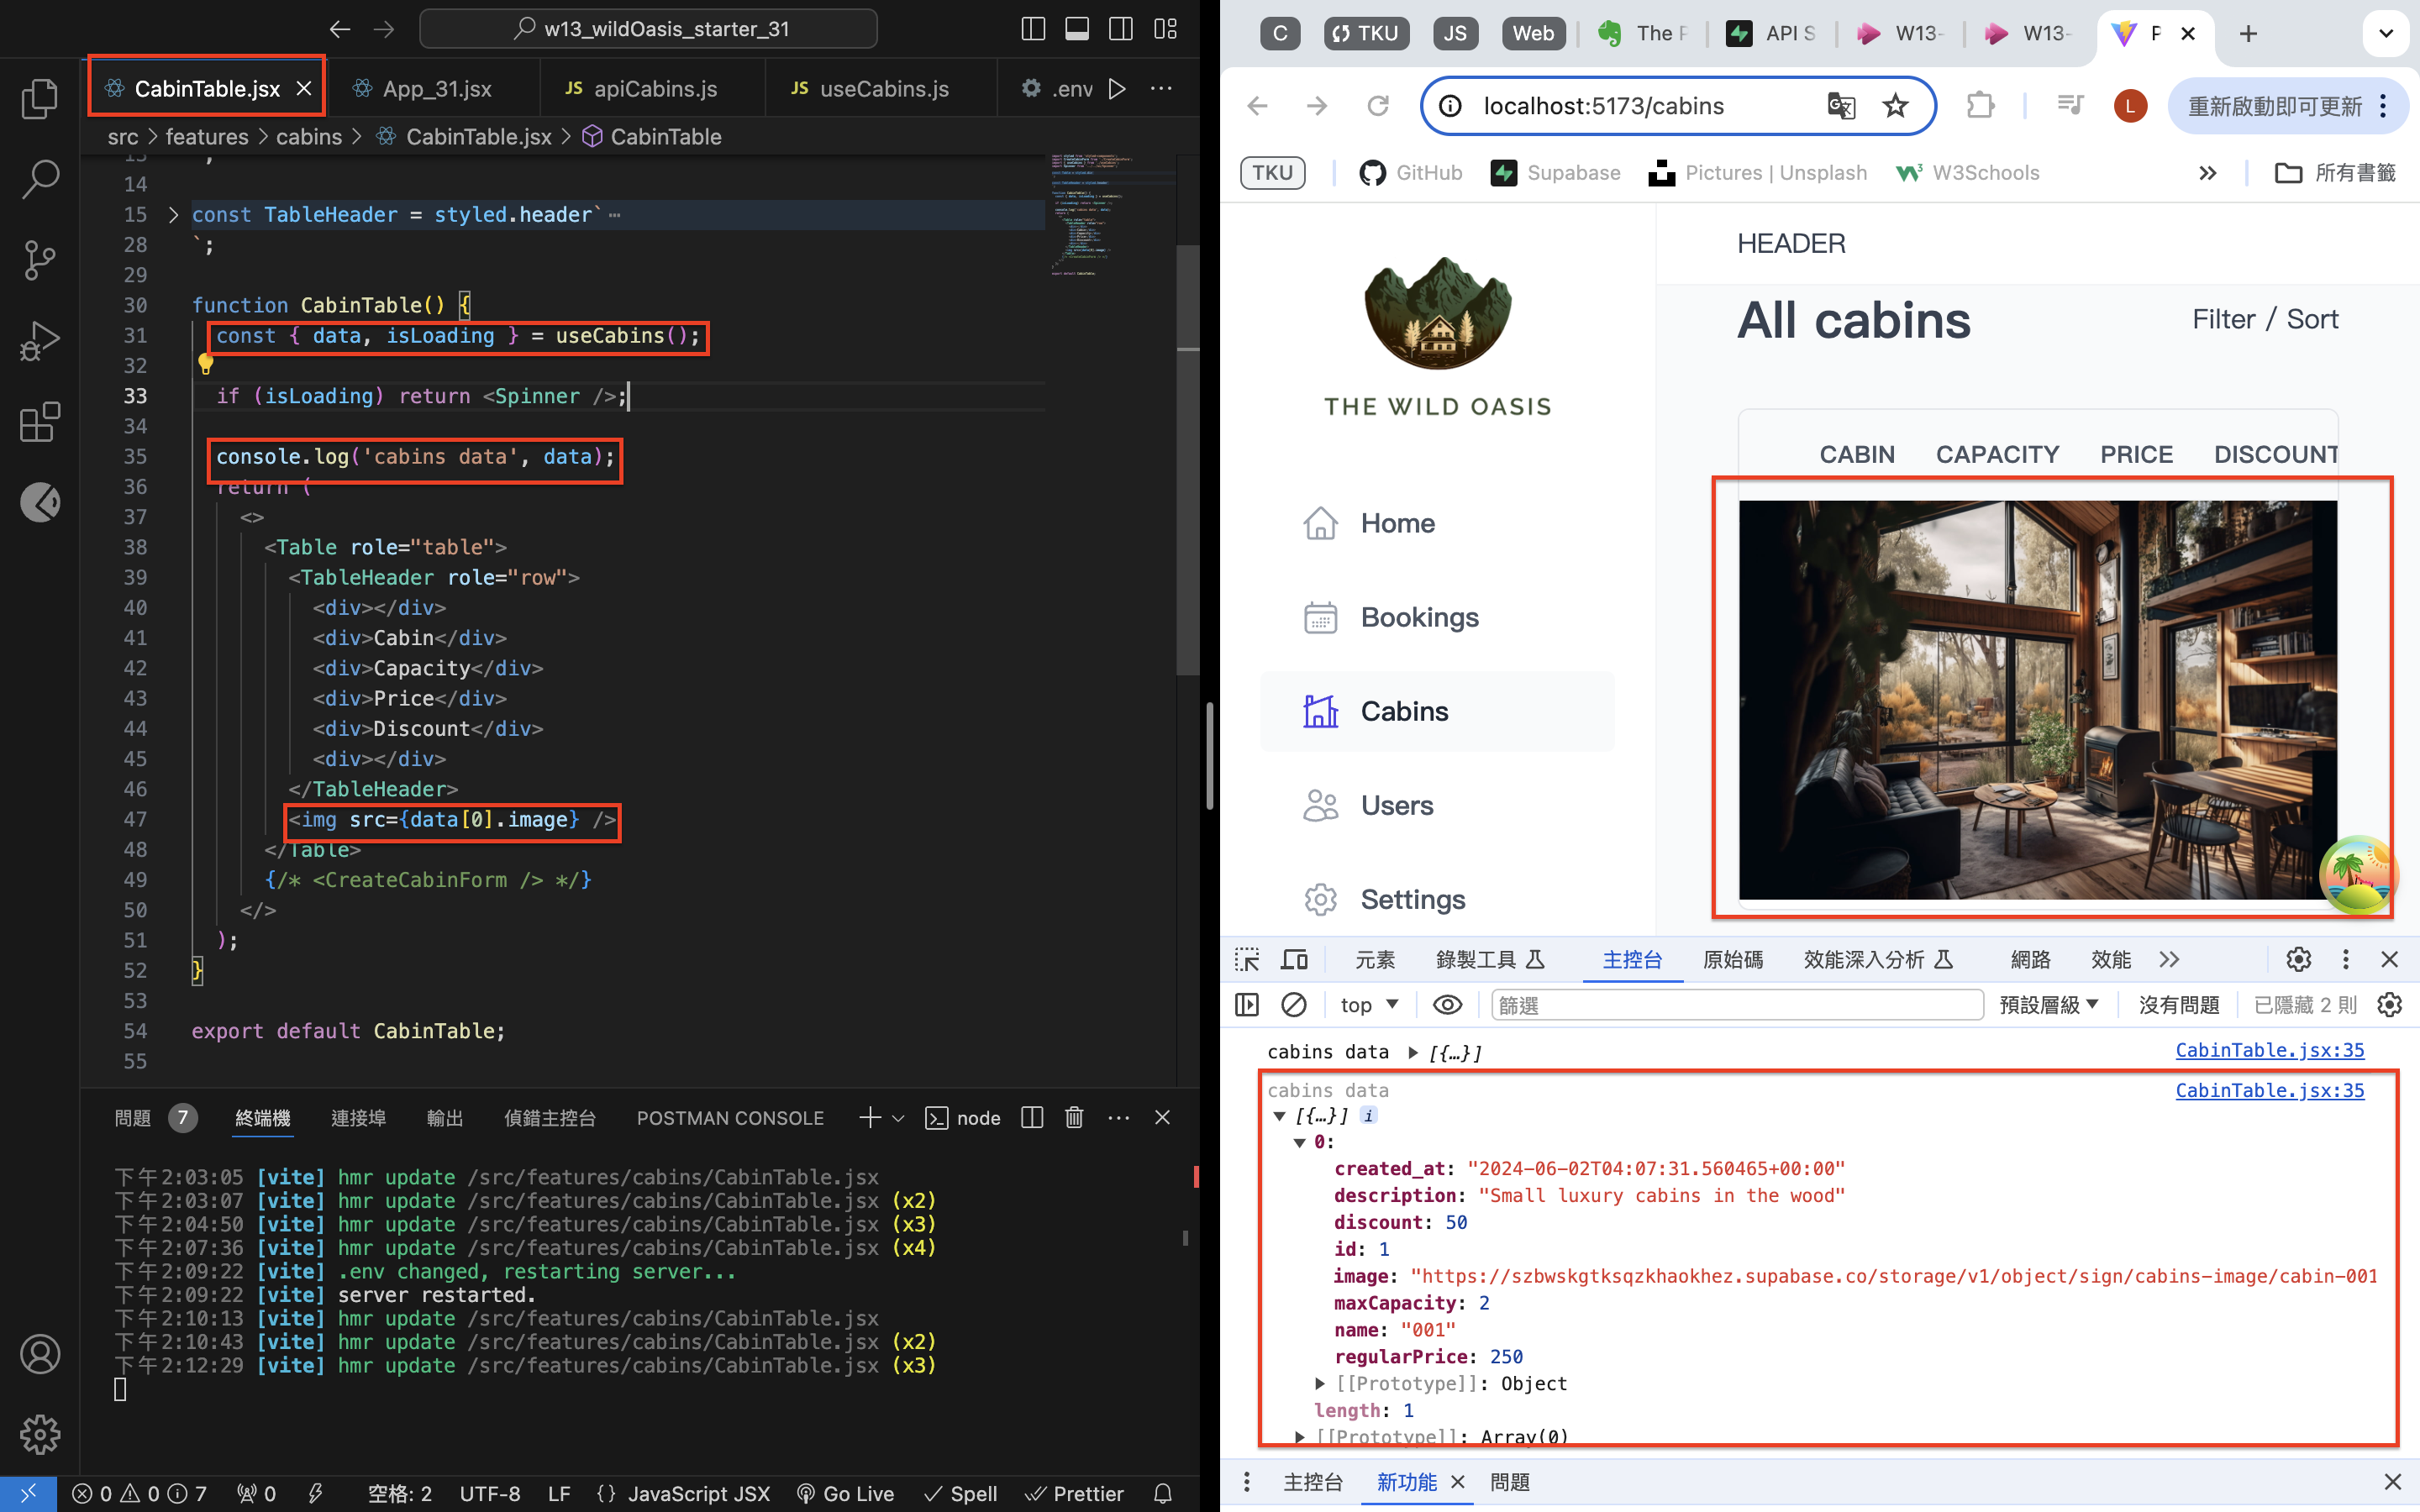 w13_wildOasis_starter_31
CabinTable.jsx
App_31.jsx
JS apiCabins.js
JS useCabins.js
.env
src > features > cabins > CabinTable.jsx > CabinTable
13 ;
14
15 const TableHeader = styled.header` ⋯
28 `;
29
30 function CabinTable() {
31 const { data, isLoading } = useCabins();
32
33 if (isLoading) return <Spinner />;
34
35 console.log('cabins data', data);
36 return (
37 <>
38 <Table role="table">
39 <TableHeader role="row">
40 <div></div>
41 <div>Cabin</div>
42 <div>Capacity</div>
43 <div>Price</div>
44 <div>Discount</div>
45 <div></div>
46 </TableHeader>
47 <img src={data[0].image} />
48 </Table>
49 {/* <CreateCabinForm /> */}
50 </>
51 );
52 }
53
54 export default CabinTable;
55
問題 7 終端機 連接埠 輸出 偵錯主控台 POSTMAN CONSOLE node
下午2:03:05 [vite] hmr update /src/features/cabins/CabinTable.jsx
下午2:03:07 [vite] hmr update /src/features/cabins/CabinTable.jsx (x2)
下午2:04:50 [vite] hmr update /src/features/cabins/CabinTable.jsx (x3)
下午2:07:36 [vite] hmr update /src/features/cabins/CabinTable.jsx (x4)
下午2:09:22 [vite] .env changed, restarting server...
下午2:09:22 [vite] server restarted.
下午2:10:13 [vite] hmr update /src/features/cabins/CabinTable.jsx
下午2:10:43 [vite] hmr update /src/features/cabins/CabinTable.jsx (x2)
下午2:12:29 [vite] hmr update /src/features/cabins/CabinTable.jsx (x3)
0 0 7 0 空格: 2 UTF-8 LF {} JavaScript JSX Go Live Spell Prettier
C TKU JS Web The P API S W13- W13- P
localhost:5173/cabins
L 重新啟動即可更新
TKU GitHub Supabase Pictures | Unsplash W3Schools 所有書籤
THE WILD OASIS
Home
Bookings
Cabins
Users
Settings
HEADER
All cabins
Filter / Sort
CABIN CAPACITY PRICE DISCOUNT
元素 錄製工具 主控台 原始碼 效能深入分析 網路 效能
top 篩選 預設層級 沒有問題 已隱藏 2 則
cabins data [{…}] CabinTable.jsx:35
cabins data CabinTable.jsx:35
[{…}] i
0:
created_at: "2024-06-02T04:07:31.560465+00:00"
description: "Small luxury cabins in the wood"
discount: 50
id: 1
image: "https://szbwskgtksqzkhaokhez.supabase.co/storage/v1/object/sign/cabins-image/cabin-001
maxCapacity: 2
name: "001"
regularPrice: 250
[[Prototype]]: Object
length: 1
[[Prototype]]: Array(0)
主控台 新功能 問題